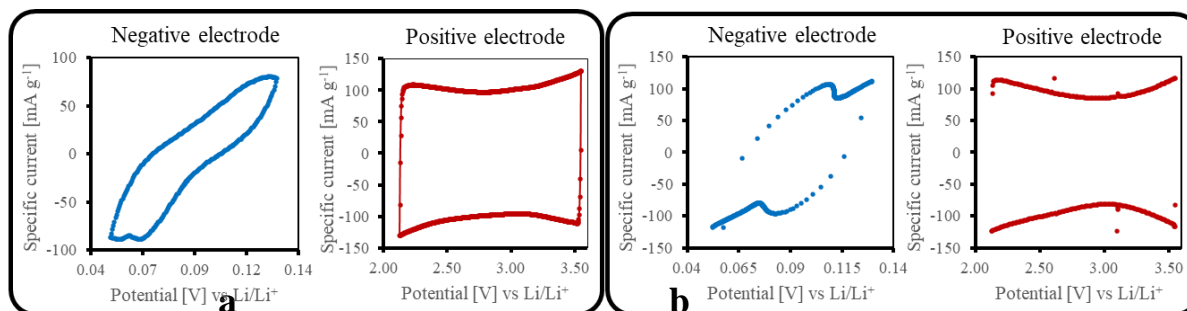 Negative electrode
Specific current [mA g⁻¹]
100
50
0
-50
-100
0.04 0.07 0.09 0.12 0.14
Potential [V] vs Li/Li⁺
Positive electrode
Specific current [mA g⁻¹]
150
100
50
0
-50
-100
-150
2.00 2.50 3.00 3.50
Potential [V] vs Li/Li⁺
a
Negative electrode
Specific current [mA g⁻¹]
150
100
50
0
-50
-100
-150
0.04 0.065 0.09 0.115 0.14
Potential [V] vs Li/Li⁺
Positive electrode
Specific current [mA g⁻¹]
150
100
50
0
-50
-100
-150
2.00 2.50 3.00 3.50
Potential [V] vs Li/Li⁺
b